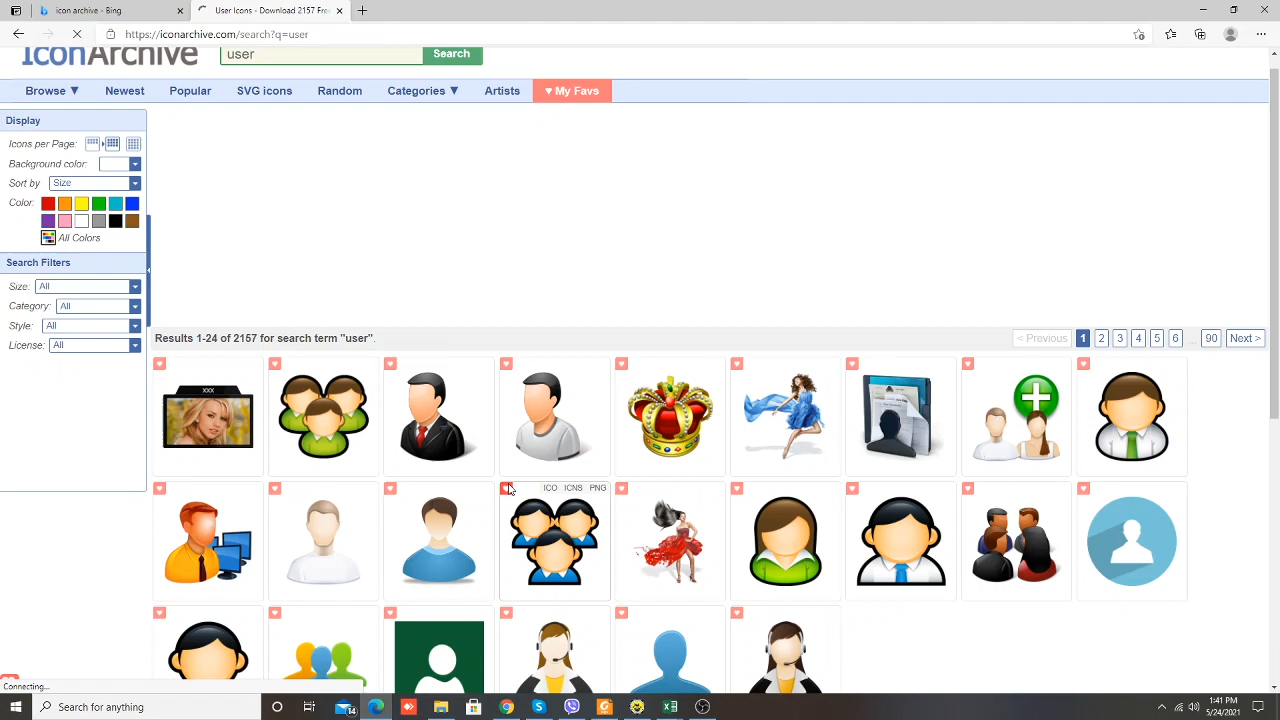 icon archive - Bing
User Icons - Download 2157 Free
https://iconarchive.com/search?q=user
IconArchive
user
Search
Browse ▼ Newest Popular SVG icons Random Categories ▼ Artists ♥ My Favs
Display
Icons per Page:
Background color:
Sort by Size
Color:
All Colors
Search Filters
Size: All
Category: All
Style: All
License: All
Results 1-24 of 2157 for search term "user".
< Previous 1 2 3 4 5 6 ... 90 Next >
XXX
ICO ICNS PNG
Connecting...
Search for anything
14
1:41 PM
5/24/2021